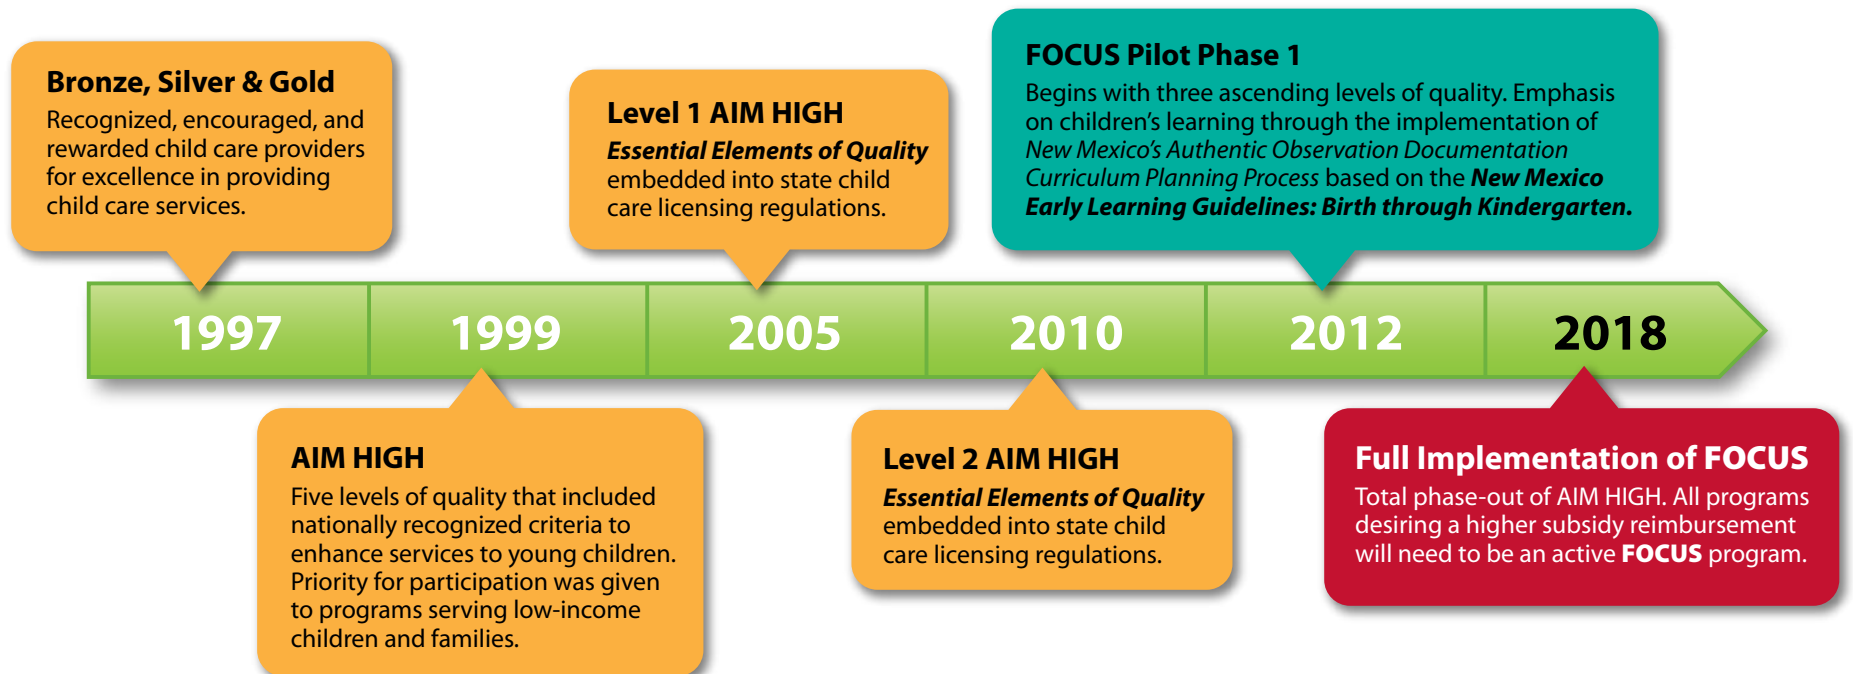 Bronze, Silver & Gold
Recognized, encouraged, and
rewarded child care providers
for excellence in providing
child care services.
Level 1 AIM HIGH
Essential Elements of Quality
embedded into state child
care licensing regulations.
FOCUS Pilot Phase 1
Begins with three ascending levels of quality. Emphasis
on children’s learning through the implementation of
New Mexico’s Authentic Observation Documentation
Curriculum Planning Process based on the New Mexico
Early Learning Guidelines: Birth through Kindergarten.
1997
1999
2005
2010
2012
2018
AIM HIGH
Five levels of quality that included
nationally recognized criteria to
enhance services to young children.
Priority for participation was given
to programs serving low-income
children and families.
Level 2 AIM HIGH
Essential Elements of Quality
embedded into state child
care licensing regulations.
Full Implementation of FOCUS
Total phase-out of AIM HIGH. All programs
desiring a higher subsidy reimbursement
will need to be an active FOCUS program.